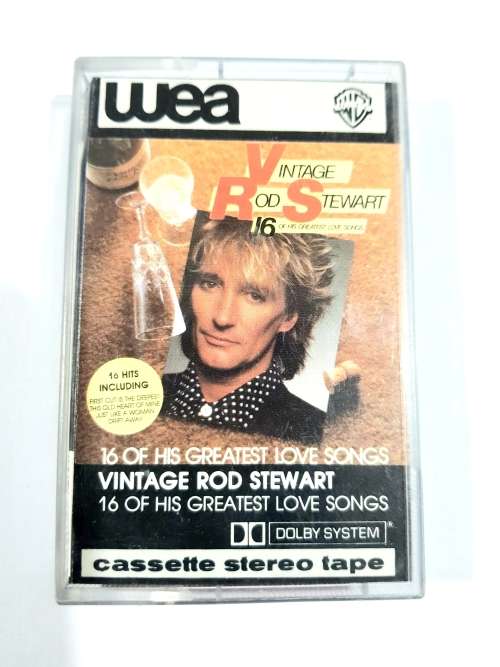 wea
VINTAGE
ROD STEWART
16 OF HIS GREATEST LOVE SONGS
16 HITS
INCLUDING
FIRST CUT IS THE DEEPEST
THIS OLD HEART OF MINE
JUST LIKE A WOMAN
DRIFT AWAY
16 OF HIS GREATEST LOVE SONGS
VINTAGE ROD STEWART
16 OF HIS GREATEST LOVE SONGS
DOLBY SYSTEM®
cassette stereo tape